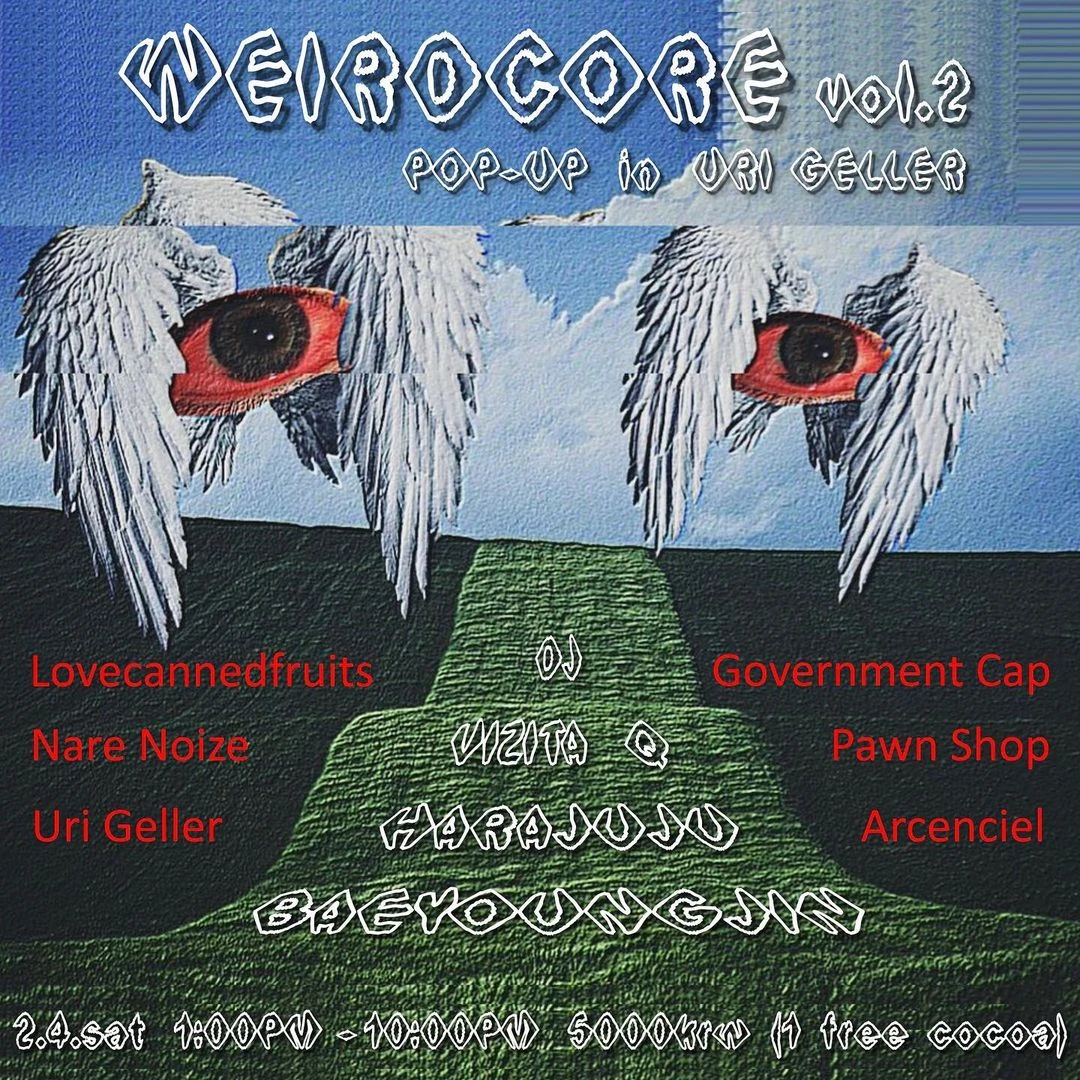 WEIRDCORE vol.2
POP-UP in URI GELLER
Lovecannedfruits
Nare Noize
Uri Geller
DJ
VIZITA Q
HARAJUJU
BAEYOUNGJIN
Government Cap
Pawn Shop
Arcenciel
2.4.sat 1:00PM - 10:00PM 5000krw (1 free cocoa)